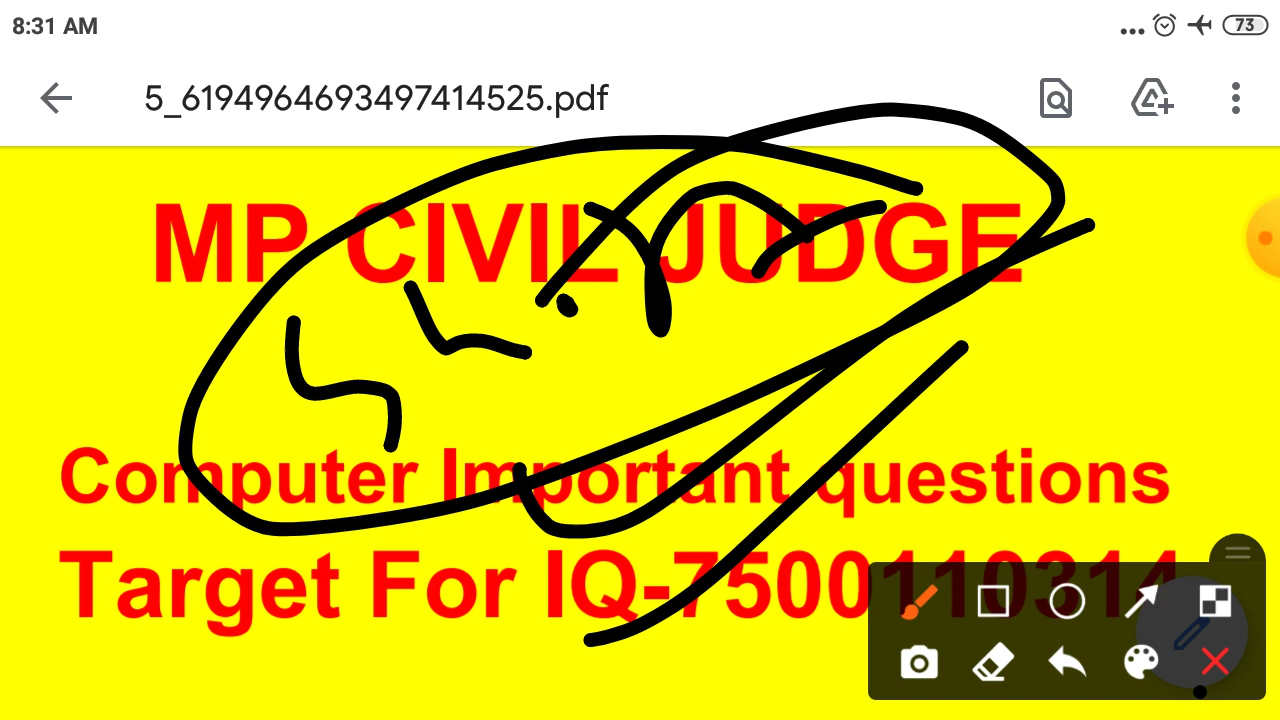 8:31 AM
73
5_6194964693497414525.pdf
MP CIVIL JUDGE
Computer Important questions
Target For IQ-7500110314